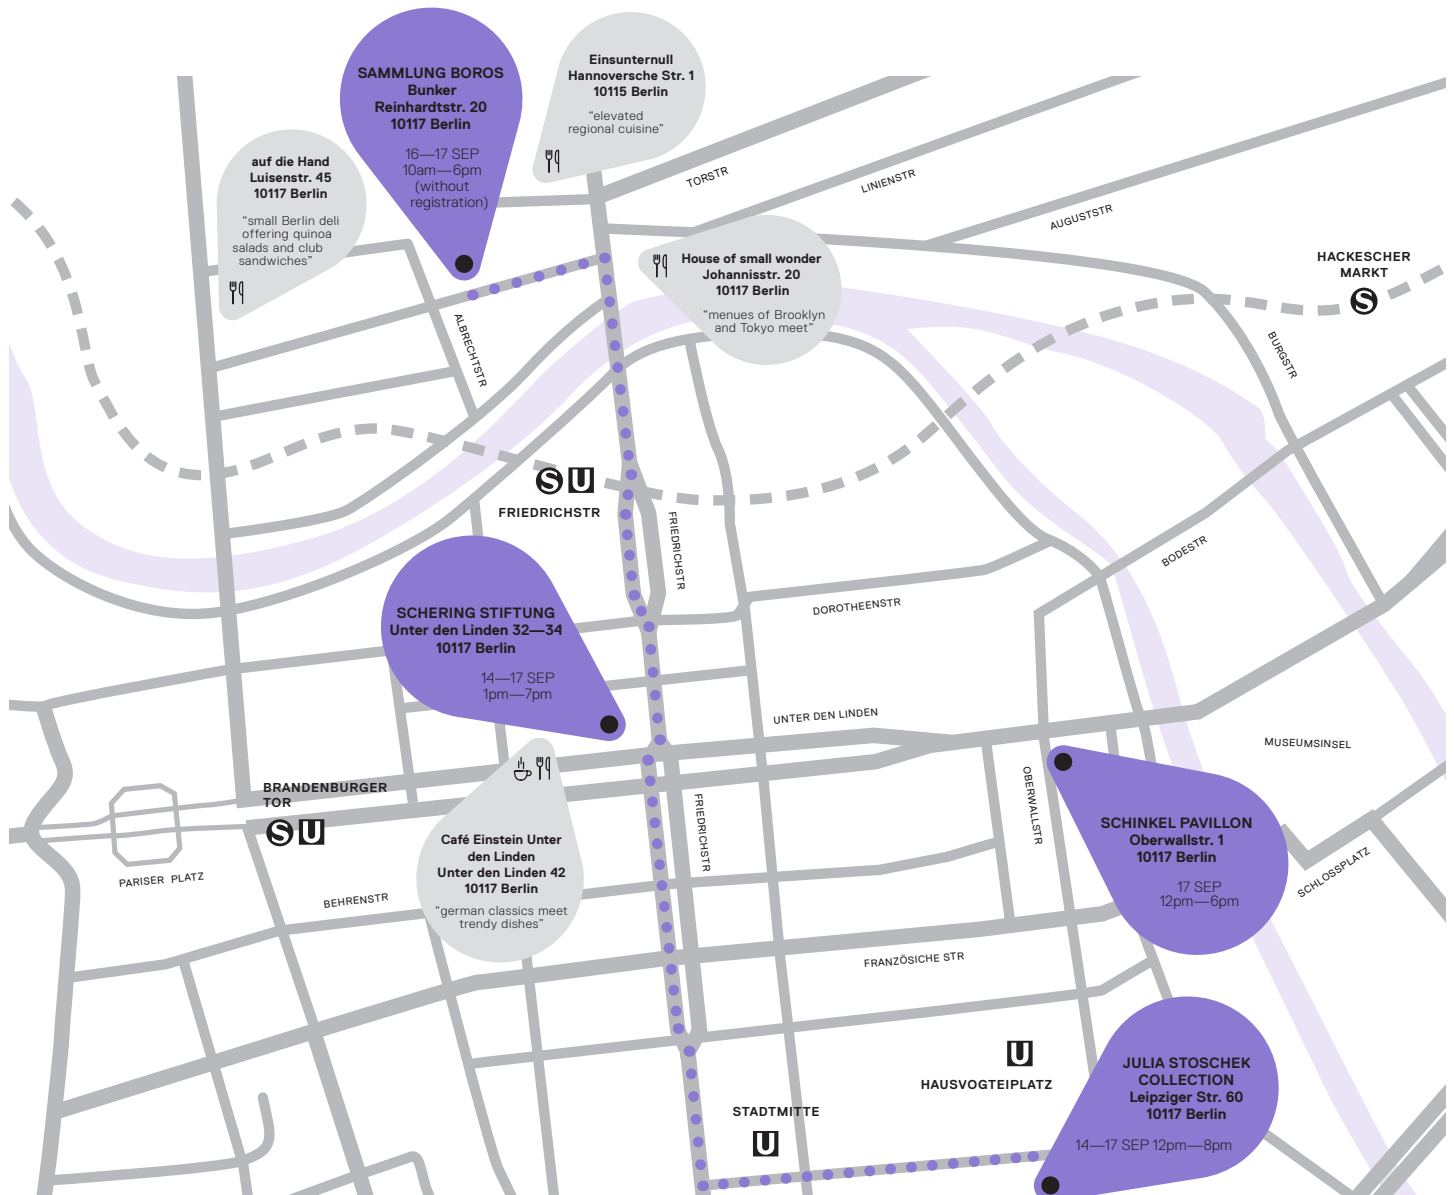 SAMMLUNG BOROS
Bunker
Reinhardtstr. 20
10117 Berlin
16—17 SEP
10am—6pm
(without
registration)
Einsunternull
Hannoversche Str. 1
10115 Berlin
“elevated
regional cuisine”
auf die Hand
Luisenstr. 45
10117 Berlin
“small Berlin deli
offering quinoa
salads and club
sandwiches”
TORSTR
LINIENSTR
AUGUSTSTR
HACKESCHER
MARKT
S
House of small wonder
Johannisstr. 20
10117 Berlin
“menues of Brooklyn
and Tokyo meet”
ALBRECHTSTR
BURGSTR
S U
FRIEDRICHSTR
FRIEDRICHSTR
BODESTR
DOROTHEENSTR
SCHERING STIFTUNG
Unter den Linden 32—34
10117 Berlin
14—17 SEP
1pm—7pm
UNTER DEN LINDEN
MUSEUMSINSEL
BRANDENBURGER
TOR
S U
OBERWALLSTR
FRIEDRICHSTR
SCHINKEL PAVILLON
Oberwallstr. 1
10117 Berlin
17 SEP
12pm—6pm
Café Einstein Unter
den Linden
Unter den Linden 42
10117 Berlin
“german classics meet
trendy dishes”
SCHLOSSPLATZ
PARISER PLATZ
BEHRENSTR
FRANZÖSICHE STR
U
HAUSVOGTEIPLATZ
JULIA STOSCHEK
COLLECTION
Leipziger Str. 60
10117 Berlin
14—17 SEP 12pm—8pm
STADTMITTE
U